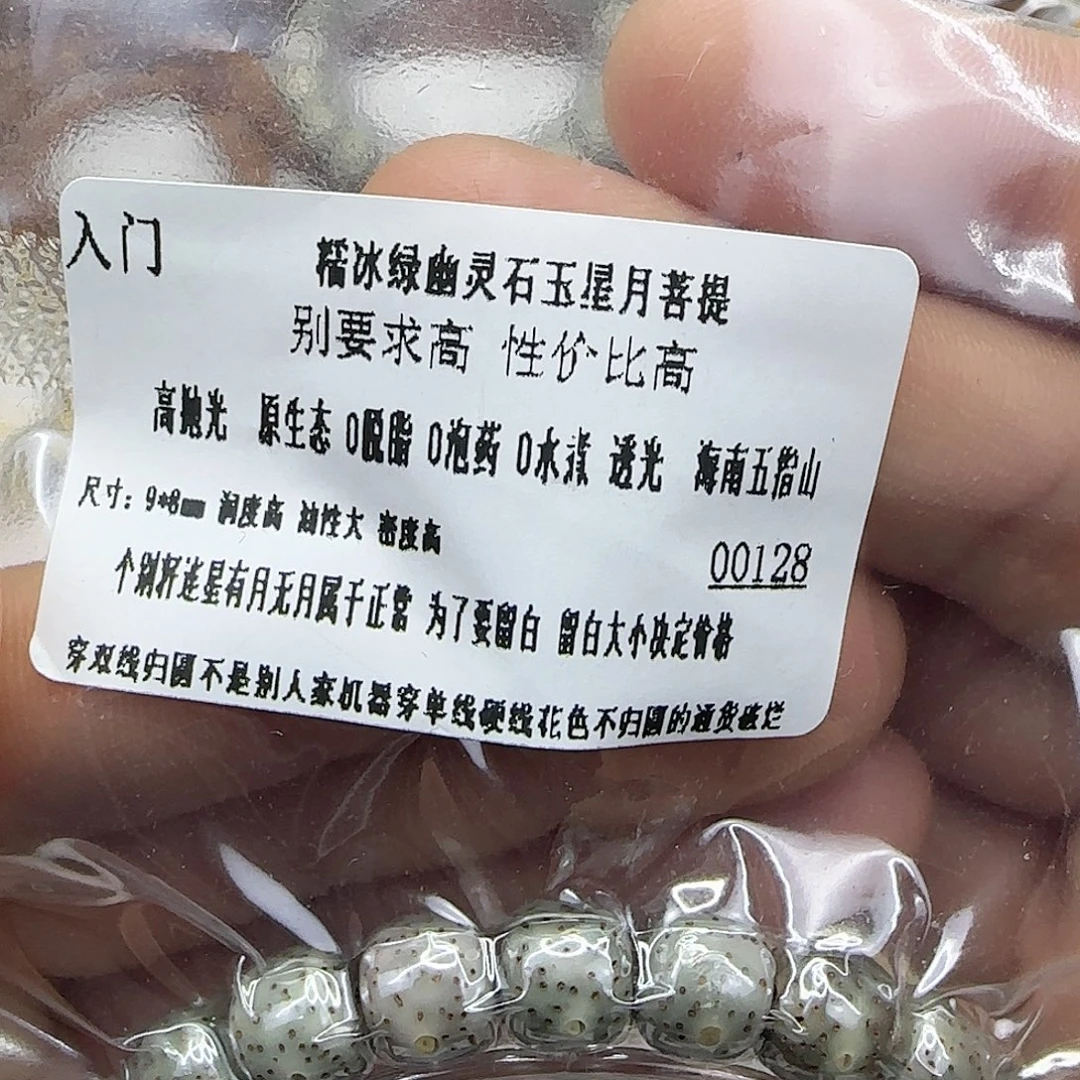 入门
糯冰绿幽灵石玉星月菩提
别要求高 性价比高
高抛光 原生态 0脱脂 0泡药 0水煮 透光 海南五指山
尺寸：9*8mm 润度高 油性大 密度高
00128
个别籽连星有月无月属于正常 为了要留白 留白大小决定价格
穿双线归圆不是别人家机器穿单线硬线花色不归圆的通货破烂